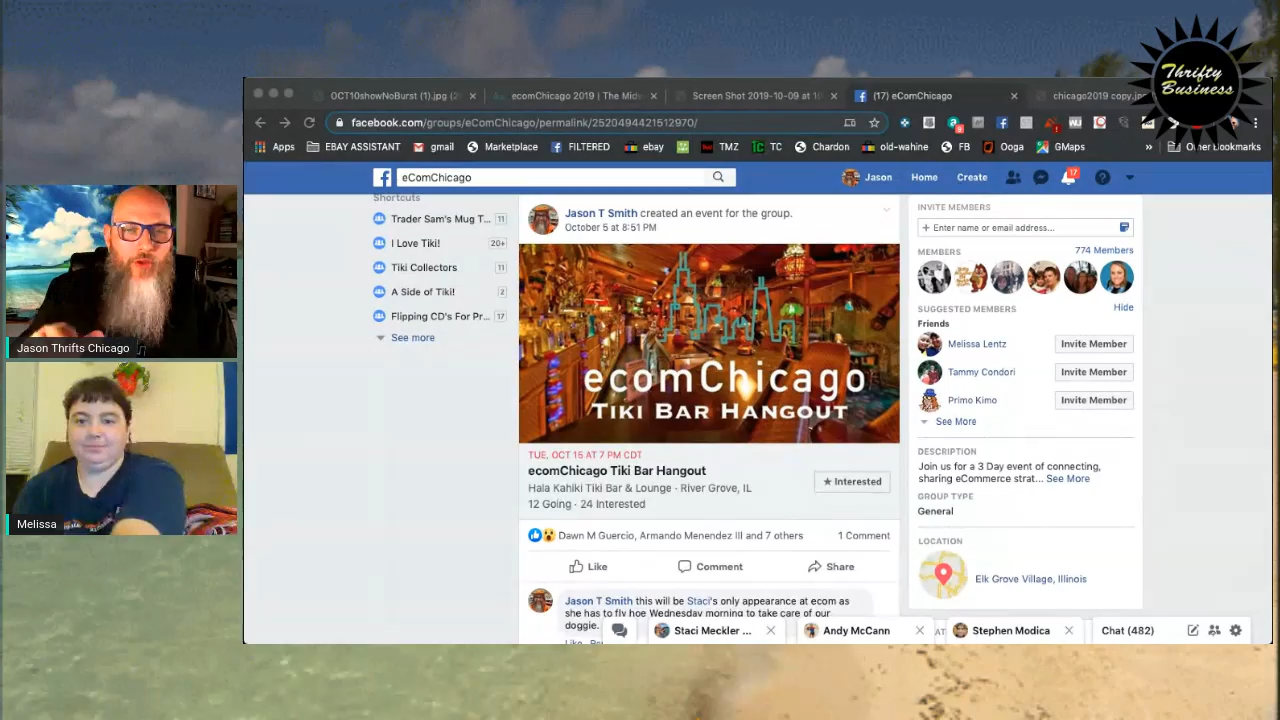 Thrifty
Business
OCT10showNoBurst (1).jpg (2
ecomChicago 2019 | The Mid
Screen Shot 2019-10-09 at 1
(17) eComChicago
chicago2019 copy.jp
facebook.com/groups/eComChicago/permalink/2520494421512970/
Apps
EBAY ASSISTANT
gmail
Marketplace
FILTERED
ebay
TMZ
TC
Chardon
old-wahine
FB
Ooga
GMaps
»
Other Bookmarks
eComChicago
Jason
Home
Create
17
Shortcuts
Trader Sam's Mug T... 11
I Love Tiki! 20+
Tiki Collectors 11
A Side of Tiki! 2
Flipping CD's For Pr... 17
See more
Jason T Smith created an event for the group.
October 5 at 8:51 PM
ecomChicago
TIKI BAR HANGOUT
TUE, OCT 15 AT 7 PM CDT
ecomChicago Tiki Bar Hangout
Hala Kahiki Tiki Bar & Lounge · River Grove, IL
12 Going · 24 Interested
★ Interested
Dawn M Guercio, Armando Menendez III and 7 others
1 Comment
Like
Comment
Share
Jason T Smith this will be Staci's only appearance at ecom as
she has to fly hoe Wednesday morning to take care of our
doggie.
INVITE MEMBERS
+ Enter name or email address...
MEMBERS
774 Members
SUGGESTED MEMBERS
Hide
Friends
Melissa Lentz
Invite Member
Tammy Condori
Invite Member
Primo Kimo
Invite Member
See More
DESCRIPTION
Join us for a 3 Day event of connecting,
sharing eCommerce strat... See More
GROUP TYPE
General
LOCATION
Elk Grove Village, Illinois
Staci Meckler ...
Andy McCann
Stephen Modica
Chat (482)
Jason Thrifts Chicago
Melissa